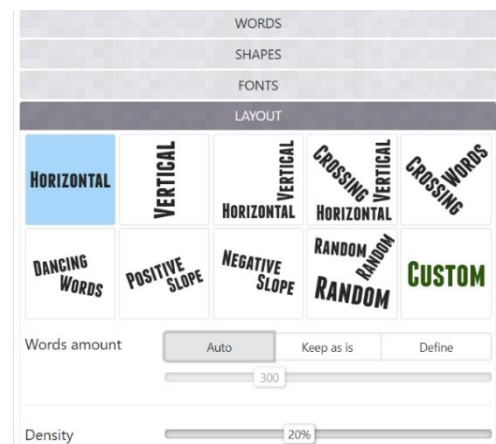 WORDS
SHAPES
FONTS
LAYOUT
HORIZONTAL
VERTICAL
HORIZONTAL VERTICAL
CROSSING HORIZONTAL VERTICAL
CROSSING WORDS
DANCING WORDS
POSITIVE SLOPE
NEGATIVE SLOPE
RANDOM RANDOM RANDOM
CUSTOM
Words amount Auto Keep as is Define
300
Density 20%